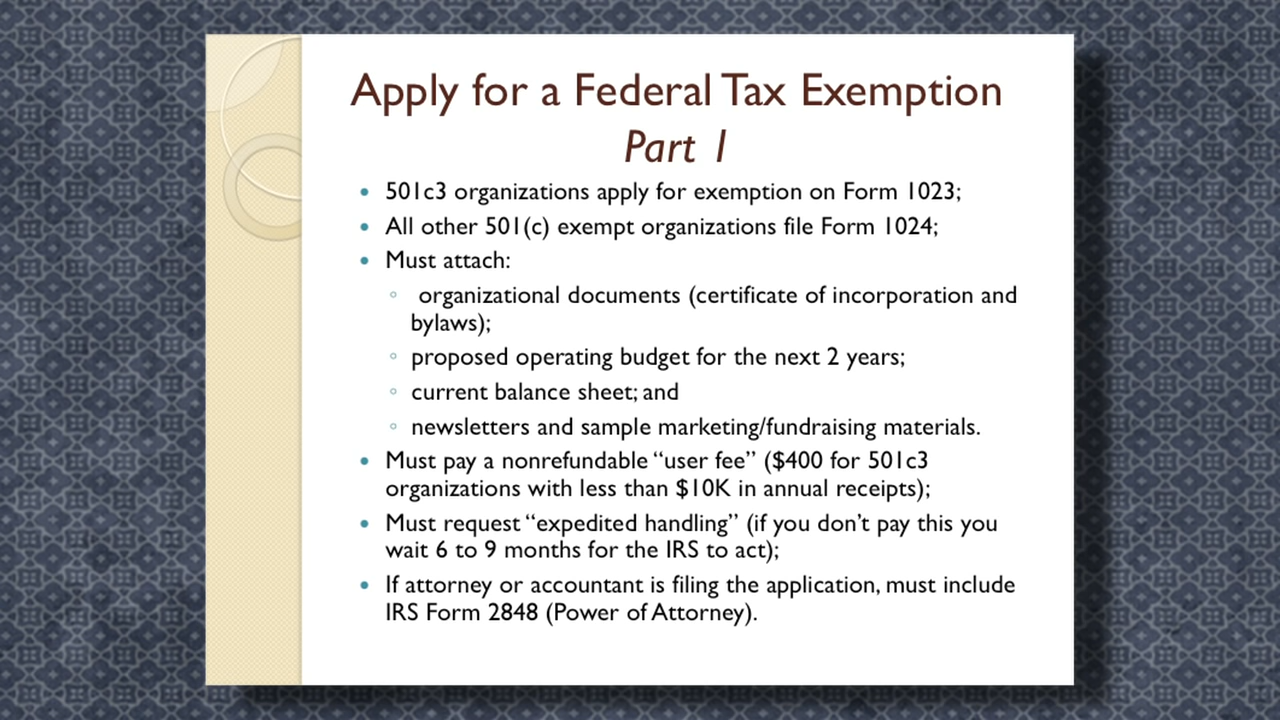 Apply for a Federal Tax Exemption
Part 1
• 501c3 organizations apply for exemption on Form 1023;
• All other 501(c) exempt organizations file Form 1024;
• Must attach:
◦ organizational documents (certificate of incorporation and
bylaws);
◦ proposed operating budget for the next 2 years;
◦ current balance sheet; and
◦ newsletters and sample marketing/fundraising materials.
• Must pay a nonrefundable “user fee” ($400 for 501c3
organizations with less than $10K in annual receipts);
• Must request “expedited handling” (if you don’t pay this you
wait 6 to 9 months for the IRS to act);
• If attorney or accountant is filing the application, must include
IRS Form 2848 (Power of Attorney).